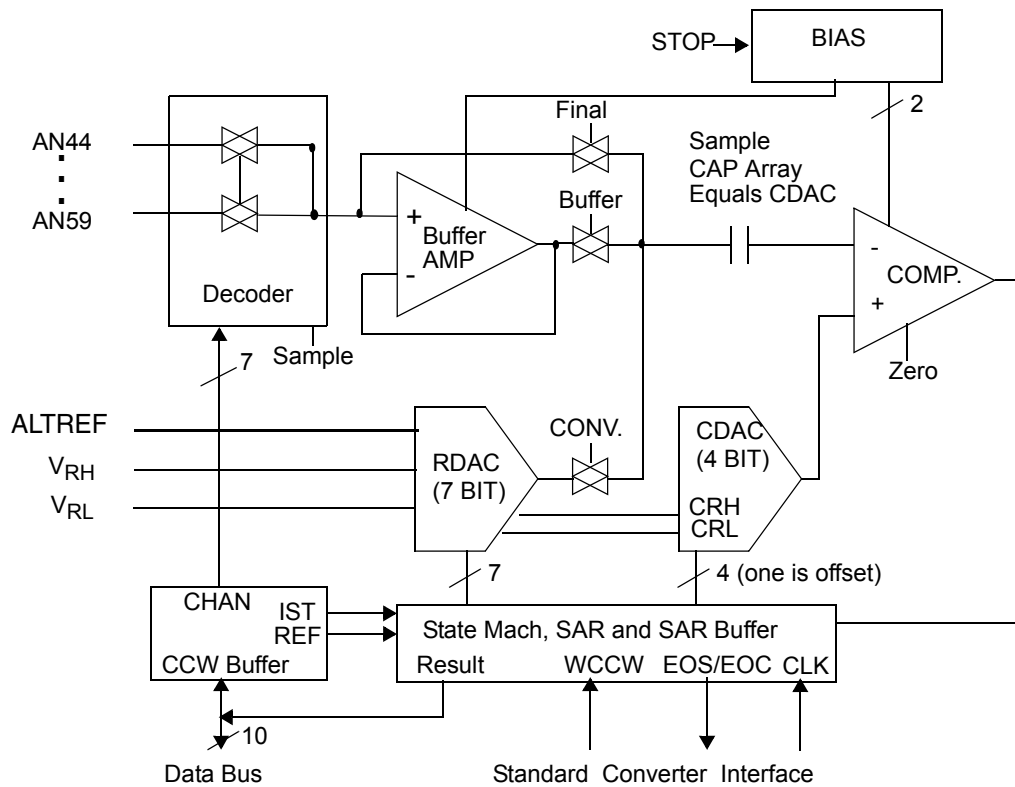 STOP
BIAS
2
Final
AN44
AN59
Sample
CAP Array
Equals CDAC
Buffer
+
Buffer
AMP
-
-
COMP.
+
Decoder
Sample
Zero
7
ALTREF
VRH
VRL
RDAC
(7 BIT)
CONV.
CDAC
(4 BIT)
CRH
CRL
7
4 (one is offset)
CHAN
IST
REF
CCW Buffer
State Mach, SAR and SAR Buffer
Result
WCCW
EOS/EOC
CLK
10
Data Bus
Standard Converter Interface